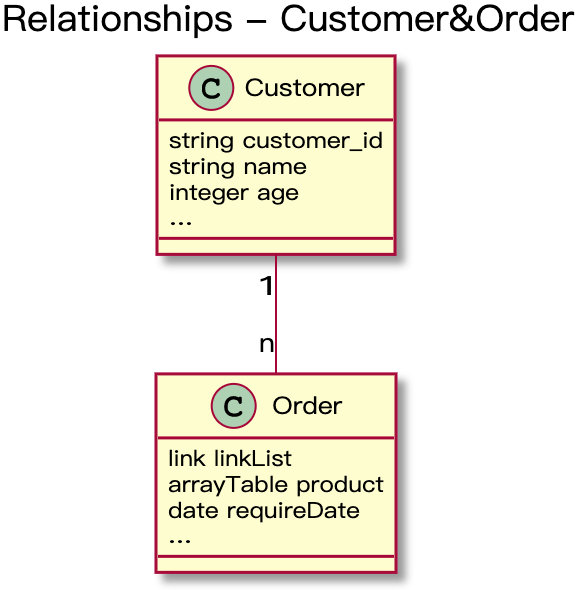 Relationships – Customer&Order
C Customer
string customer_id
string name
integer age
...
1
n
C Order
link linkList
arrayTable product
date requireDate
...